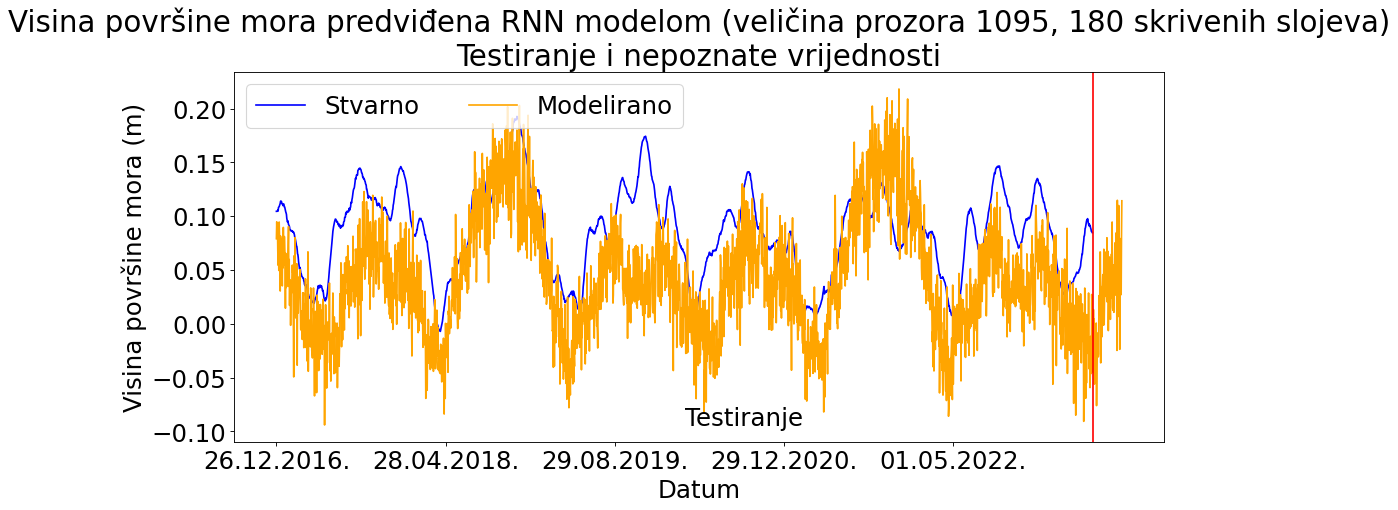 Visina površine mora predviđena RNN modelom (veličina prozora 1095, 180 skrivenih slojeva)
Testiranje i nepoznate vrijednosti
Stvarno Modelirano
Visina površine mora (m)
0.20
0.15
0.10
0.05
0.00
−0.05
−0.10
Testiranje
26.12.2016. 28.04.2018. 29.08.2019. 29.12.2020. 01.05.2022.
Datum